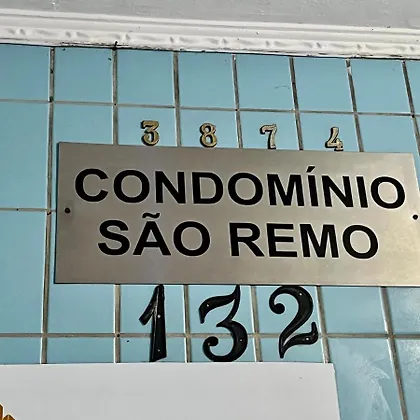 3874
CONDOMÍNIO
SÃO REMO
132